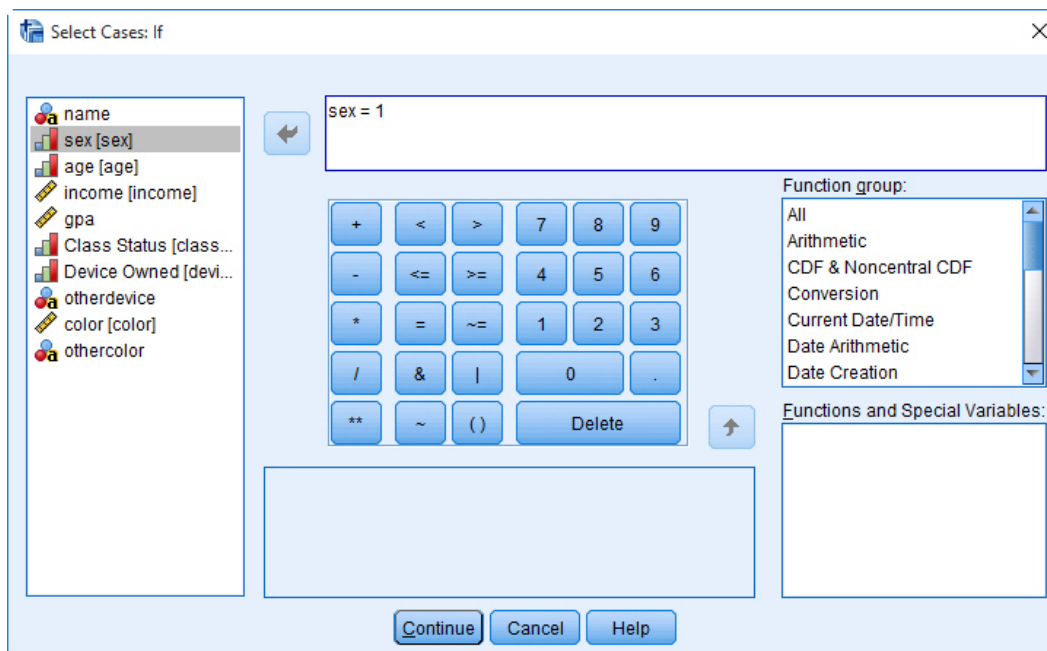 Select Cases: If
name
sex [sex]
age [age]
income [income]
gpa
Class Status [class...
Device Owned [devi...
otherdevice
color [color]
othercolor
sex = 1
+ < > 7 8 9
- <= >= 4 5 6
* = ~= 1 2 3
/ & | 0 .
** ~ ( ) Delete
Function group:
All
Arithmetic
CDF & Noncentral CDF
Conversion
Current Date/Time
Date Arithmetic
Date Creation
Functions and Special Variables:
Continue Cancel Help